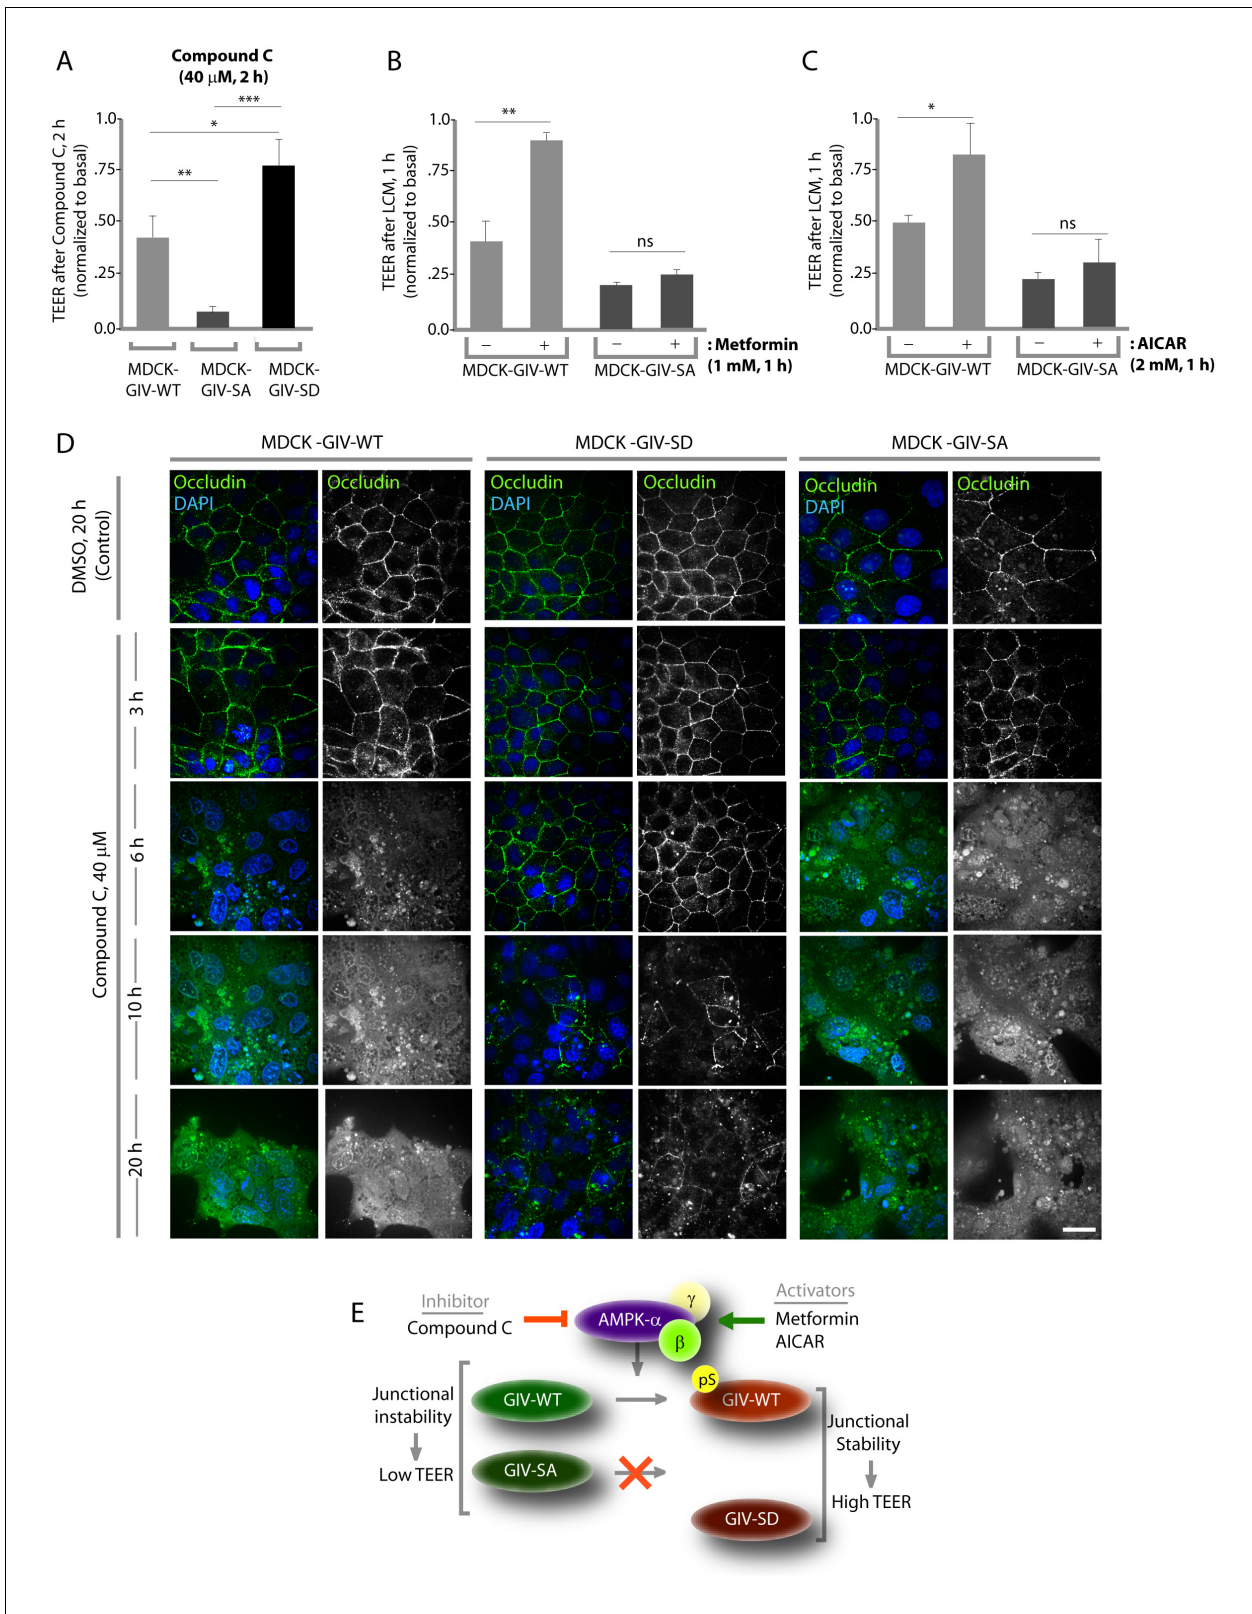 A
Compound C
(40 μM, 2 h)
***
*
**
TEER after Compound C, 2 h
(normalized to basal)
1.0
.75
.50
.25
0.0
MDCK-
GIV-WT
MDCK-
GIV-SA
MDCK-
GIV-SD
B
**
ns
TEER after LCM, 1 h
(normalized to basal)
1.0
.75
.50
.25
0.0
− + − +
: Metformin
(1 mM, 1 h)
MDCK-GIV-WT
MDCK-GIV-SA
C
*
ns
TEER after LCM, 1 h
(normalized to basal)
1.0
.75
.50
.25
0.0
− + − +
: AICAR
(2 mM, 1 h)
MDCK-GIV-WT
MDCK-GIV-SA
D
MDCK -GIV-WT
MDCK -GIV-SD
MDCK -GIV-SA
Occludin
DAPI
Occludin
Occludin
DAPI
Occludin
Occludin
DAPI
Occludin
DMSO, 20 h
(Control)
Compound C, 40 μM
3 h
6 h
10 h
20 h
E
Inhibitor
Compound C
AMPK-α
γ
β
Activators
Metformin
AICAR
Junctional
instability
Low TEER
GIV-WT
GIV-SA
pS
GIV-WT
GIV-SD
Junctional
Stability
High TEER